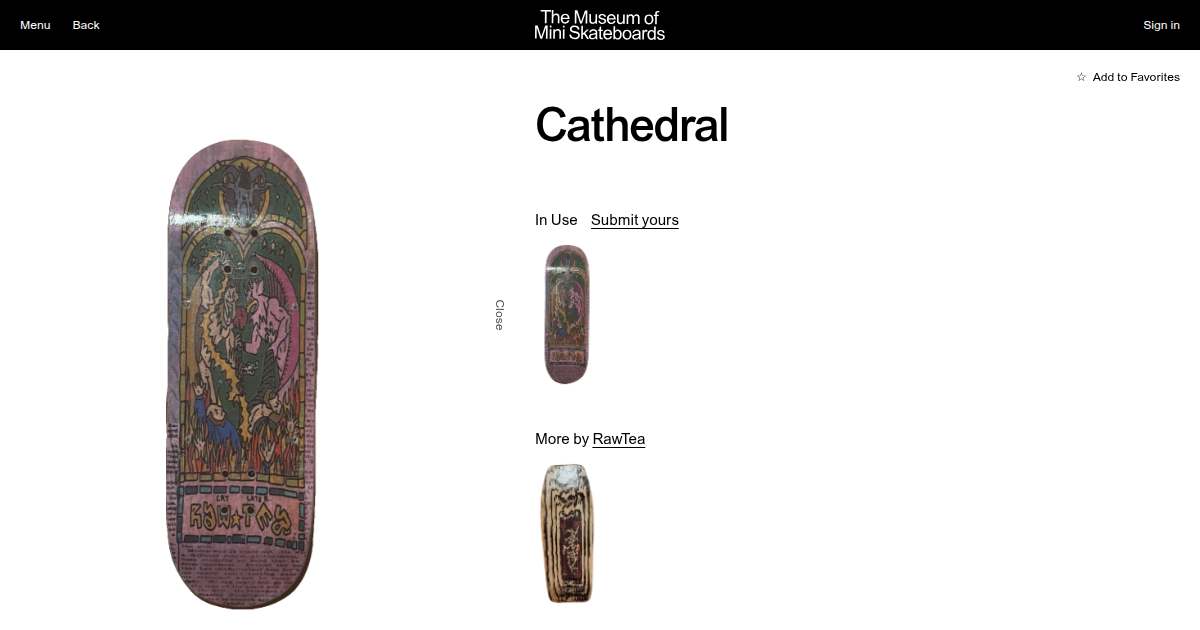 Menu
Back
The Museum of
Mini Skateboards
Sign in
☆ Add to Favorites
Cathedral
In Use
Submit yours
Close
More by RawTea